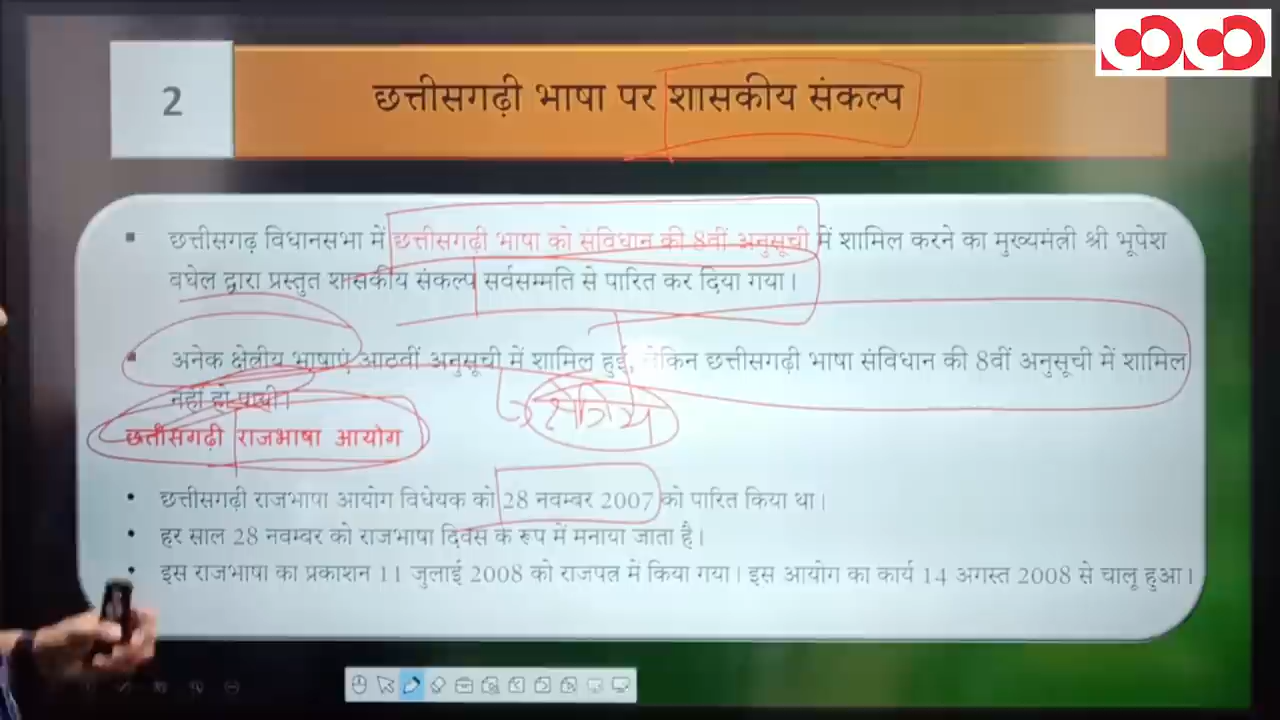 2
छत्तीसगढ़ी भाषा पर शासकीय संकल्प
छत्तीसगढ़ विधानसभा में छत्तीसगढ़ी भाषा को संविधान की 8वीं अनुसूची में शामिल करने का मुख्यमंत्री श्री भूपेश
बघेल द्वारा प्रस्तुत शासकीय संकल्प सर्वसम्मति से पारित कर दिया गया।
अनेक क्षेत्रीय भाषाएं आठवीं अनुसूची में शामिल हुई, लेकिन छत्तीसगढ़ी भाषा संविधान की 8वीं अनुसूची में शामिल
नहीं हो पायी।
छत्तीसगढ़ी राजभाषा आयोग
छत्तीसगढ़ी राजभाषा आयोग विधेयक को 28 नवम्बर 2007 को पारित किया था।
हर साल 28 नवम्बर को राजभाषा दिवस के रूप में मनाया जाता है।
इस राजभाषा का प्रकाशन 11 जुलाई 2008 को राजपत्र में किया गया। इस आयोग का कार्य 14 अगस्त 2008 से चालू हुआ।